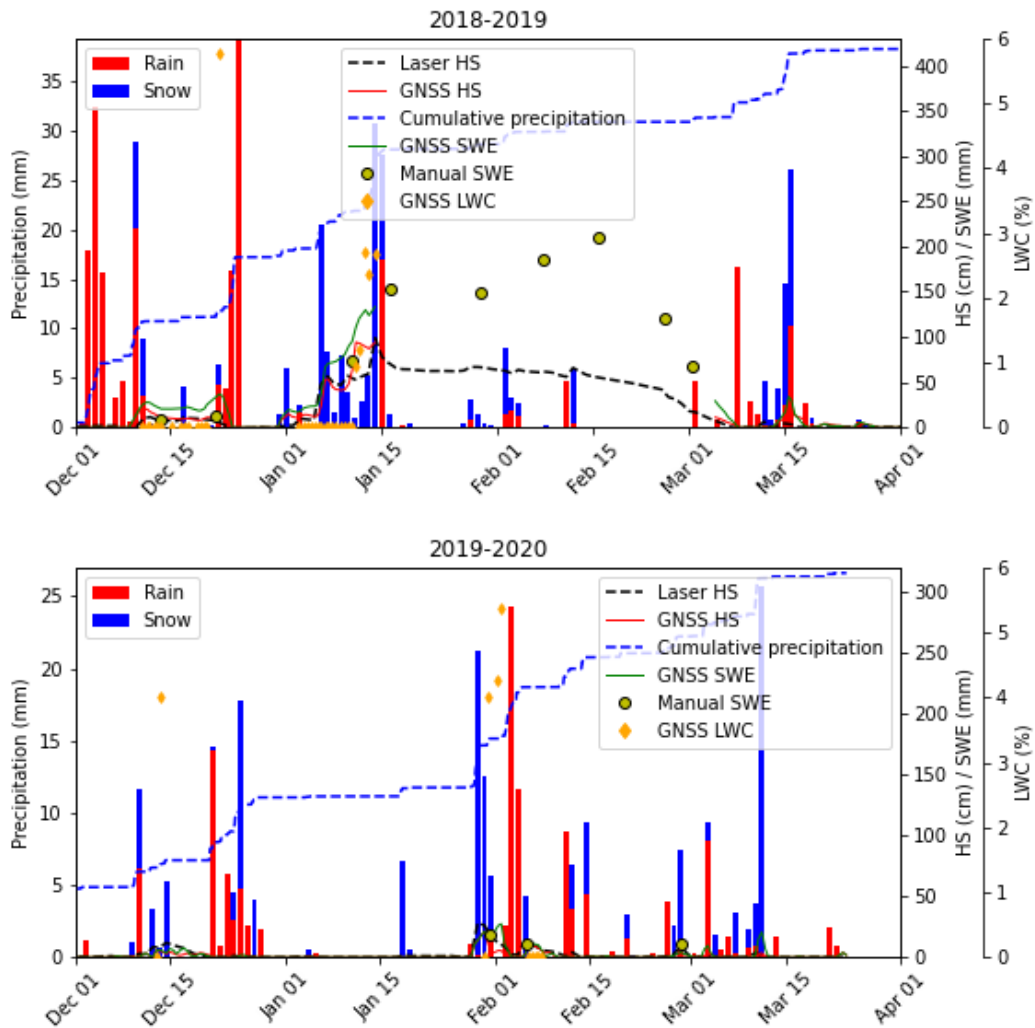 2018-2019
Rain
Snow
Laser HS
GNSS HS
Cumulative precipitation
GNSS SWE
Manual SWE
GNSS LWC
Precipitation (mm)
0
5
10
15
20
25
30
35
HS (cm) / SWE (mm)
0
50
100
150
200
250
300
350
400
LWC (%)
0
1
2
3
4
5
6
Dec 01
Dec 15
Jan 01
Jan 15
Feb 01
Feb 15
Mar 01
Mar 15
Apr 01
2019-2020
Rain
Snow
Laser HS
GNSS HS
Cumulative precipitation
GNSS SWE
Manual SWE
GNSS LWC
Precipitation (mm)
0
5
10
15
20
25
HS (cm) / SWE (mm)
0
50
100
150
200
250
300
LWC (%)
0
1
2
3
4
5
6
Dec 01
Dec 15
Jan 01
Jan 15
Feb 01
Feb 15
Mar 01
Mar 15
Apr 01